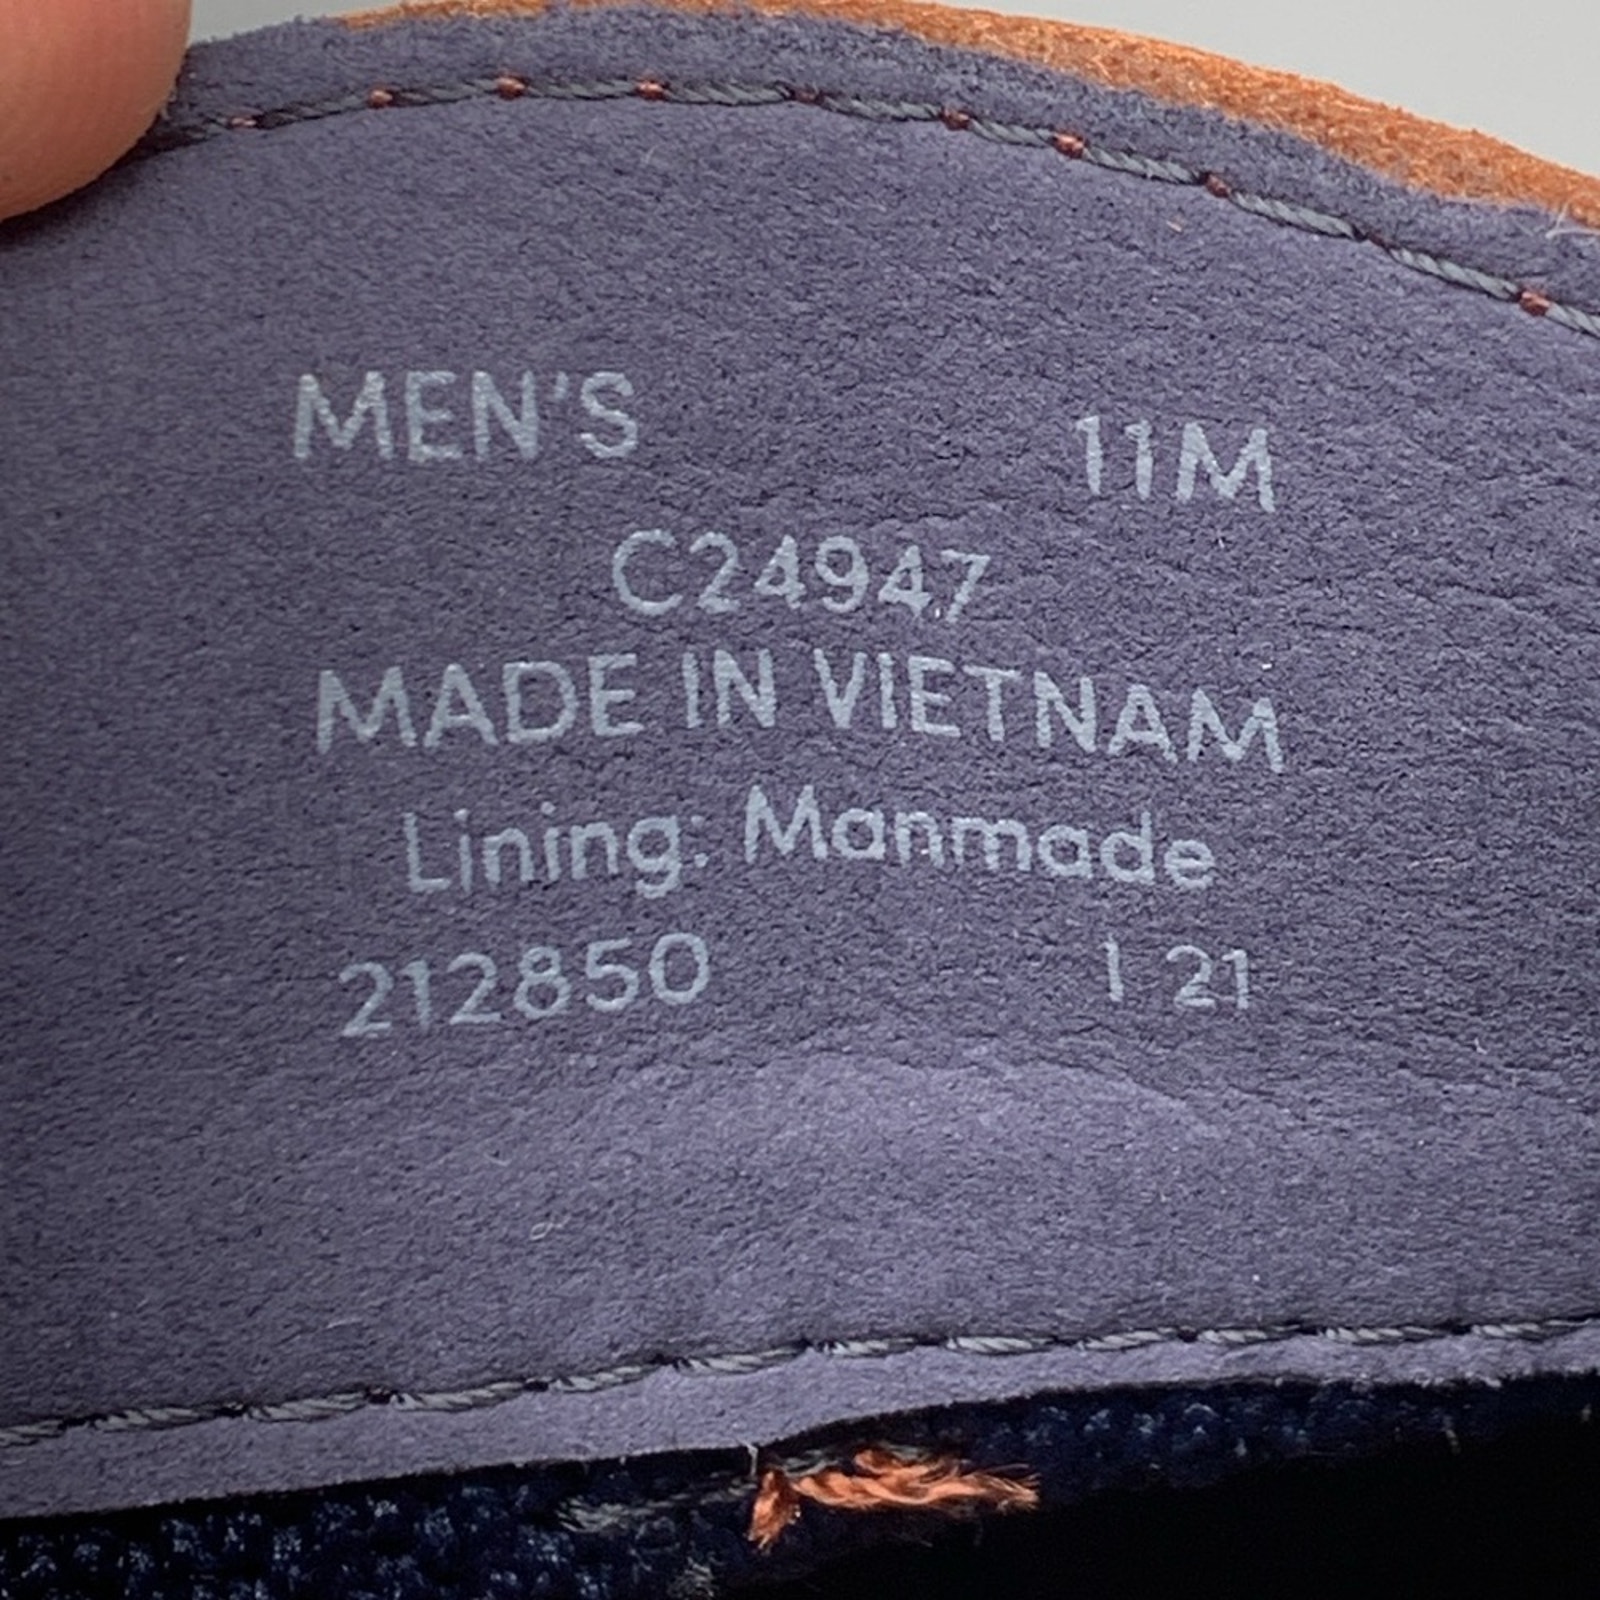 MEN'S 11M
C24947
MADE IN VIETNAM
Lining: Manmade
212850 I 21